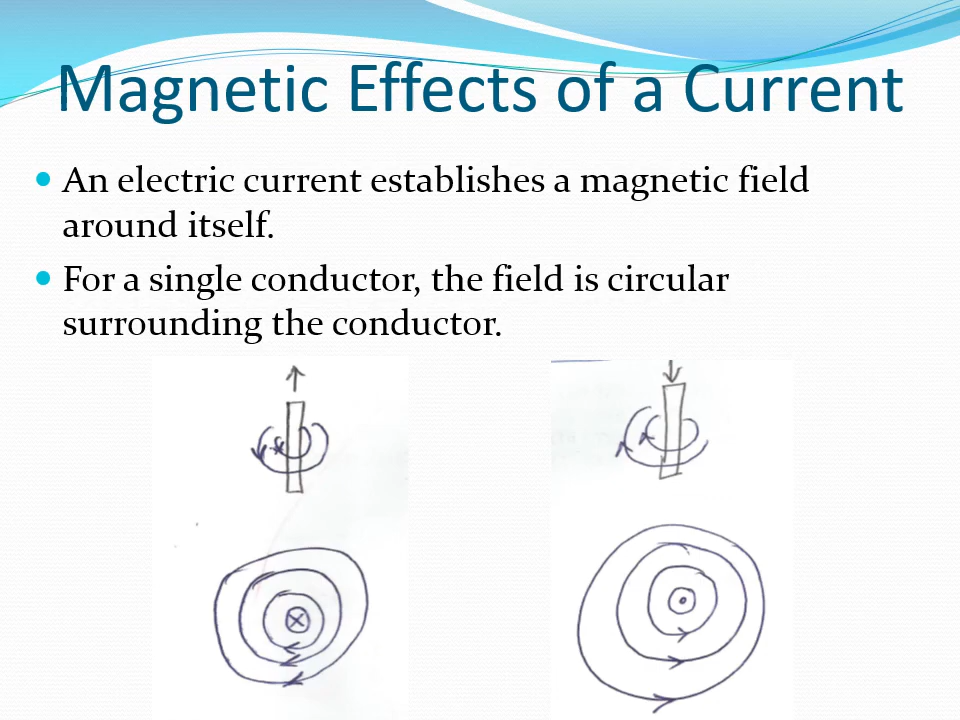 Magnetic Effects of a Current
An electric current establishes a magnetic field
around itself.
For a single conductor, the field is circular
surrounding the conductor.